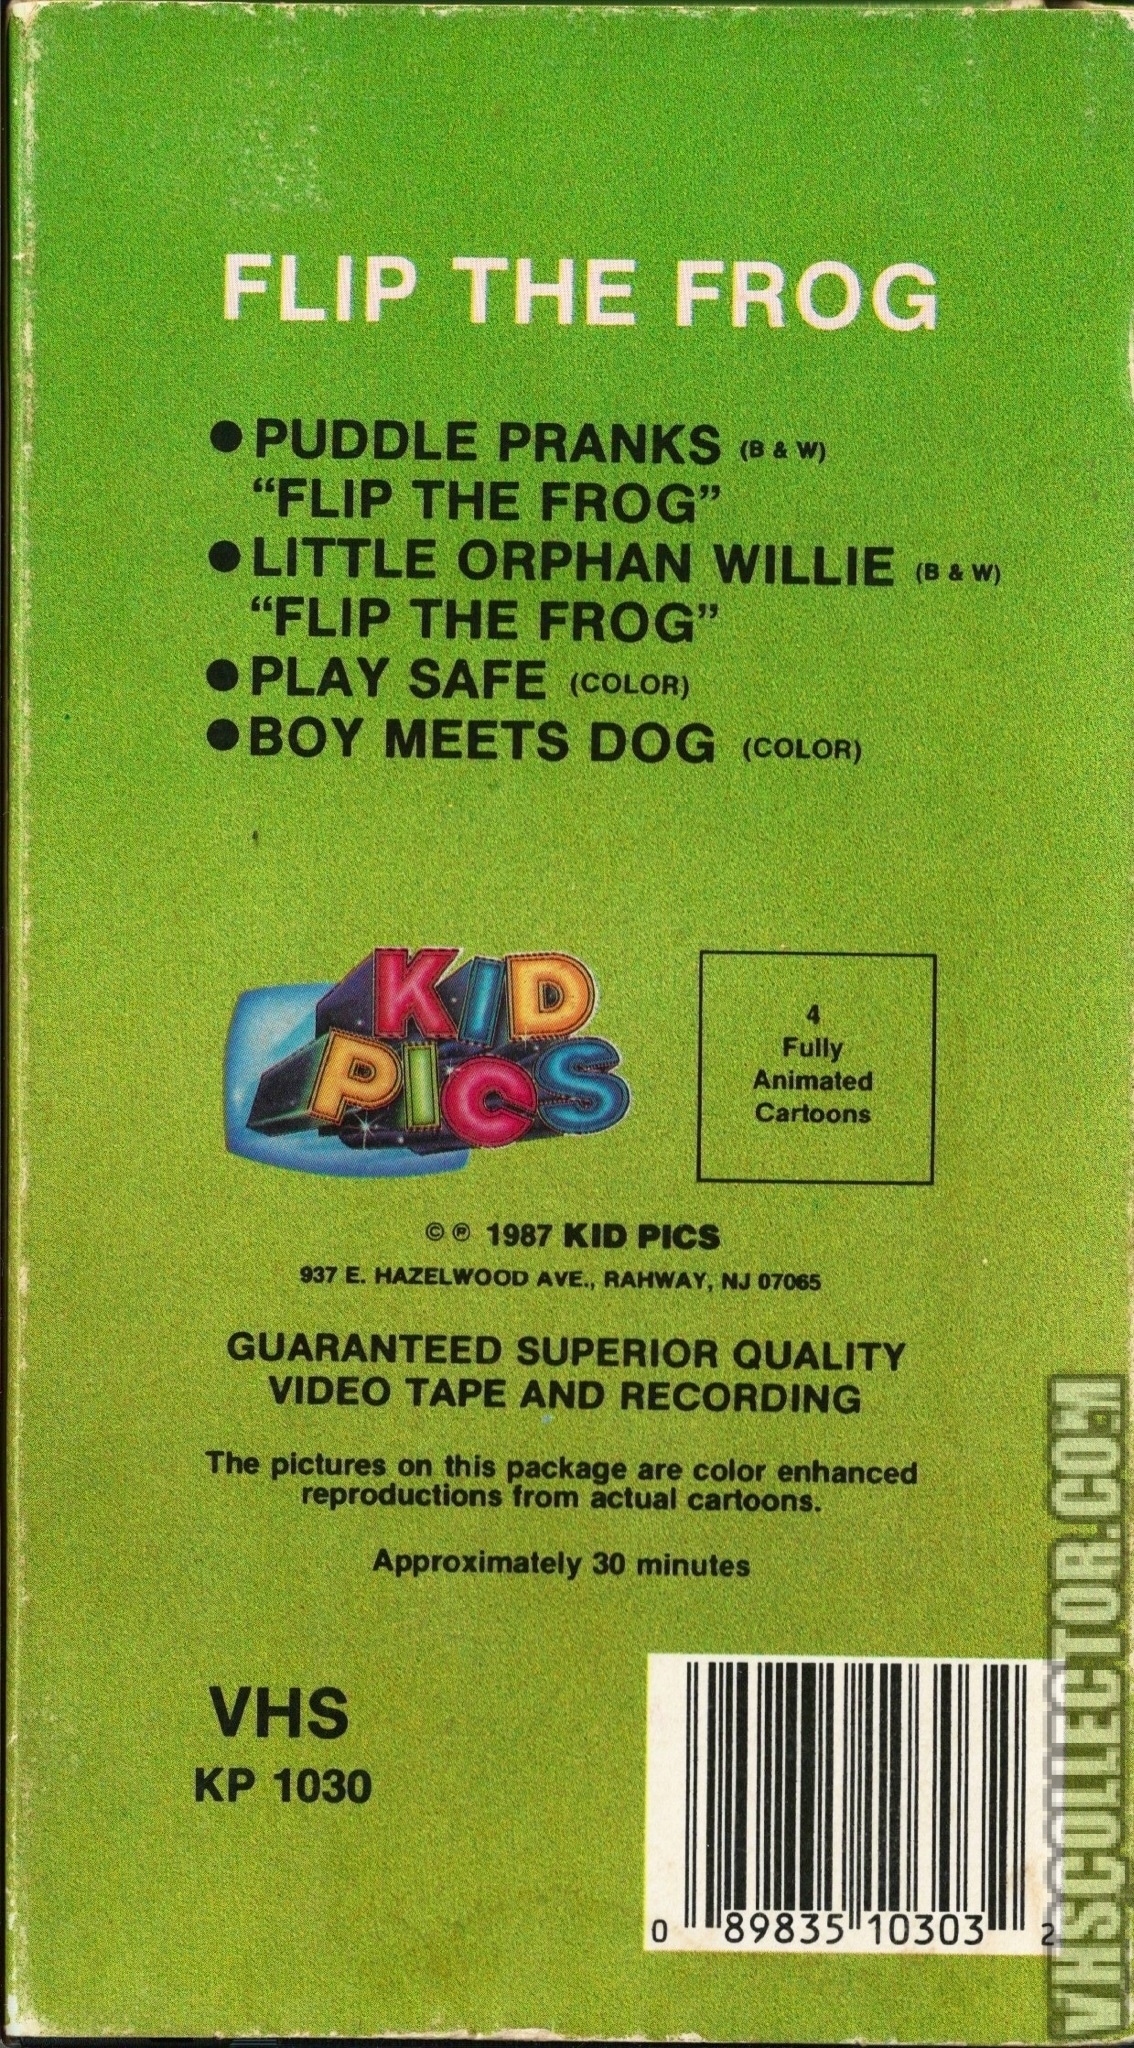 FLIP THE FROG
● PUDDLE PRANKS (B & W)
“FLIP THE FROG”
● LITTLE ORPHAN WILLIE (B & W)
“FLIP THE FROG”
● PLAY SAFE (COLOR)
● BOY MEETS DOG (COLOR)
KID
PICS
4
Fully
Animated
Cartoons
© ℗ 1987 KID PICS
937 E. HAZELWOOD AVE., RAHWAY, NJ 07065
GUARANTEED SUPERIOR QUALITY
VIDEO TAPE AND RECORDING
The pictures on this package are color enhanced
reproductions from actual cartoons.
Approximately 30 minutes
VHS
KP 1030
0 89835 10303 2
VHSCOLLECTOR.COM